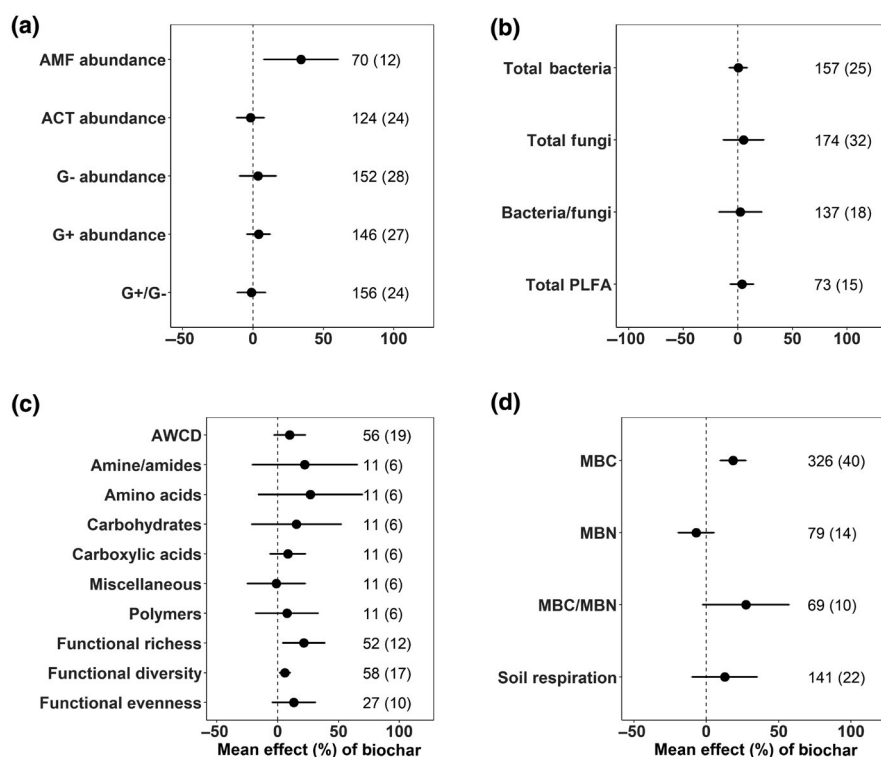 (a)
AMF abundance 70 (12)
ACT abundance 124 (24)
G- abundance 152 (28)
G+ abundance 146 (27)
G+/G- 156 (24)
−50 0 50 100
(b)
Total bacteria 157 (25)
Total fungi 174 (32)
Bacteria/fungi 137 (18)
Total PLFA 73 (15)
−100 −50 0 50 100
(c)
AWCD 56 (19)
Amine/amides 11 (6)
Amino acids 11 (6)
Carbohydrates 11 (6)
Carboxylic acids 11 (6)
Miscellaneous 11 (6)
Polymers 11 (6)
Functional richess 52 (12)
Functional diversity 58 (17)
Functional evenness 27 (10)
−50 0 50 100
Mean effect (%) of biochar
(d)
MBC 326 (40)
MBN 79 (14)
MBC/MBN 69 (10)
Soil respiration 141 (22)
−50 0 50 100
Mean effect (%) of biochar